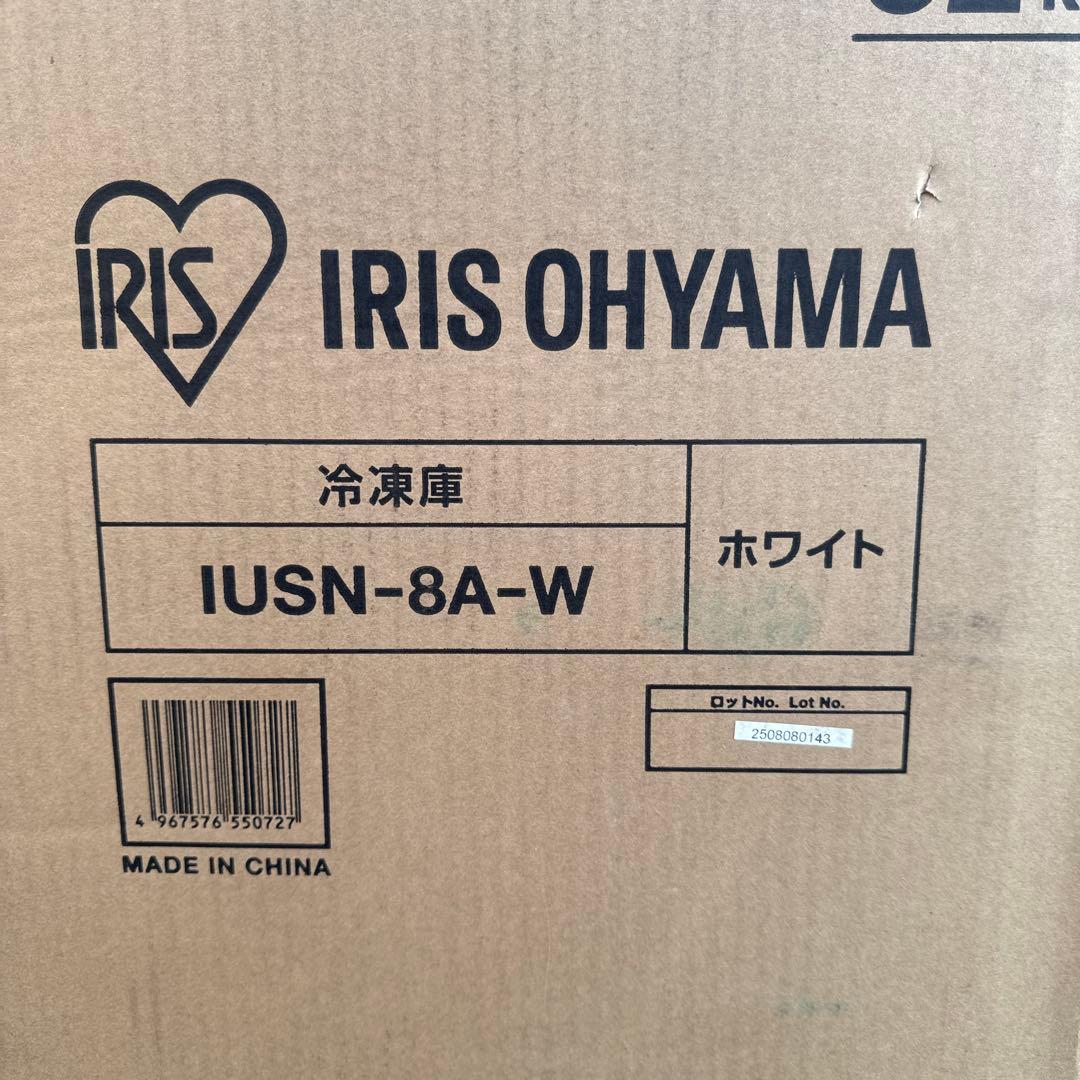 IRIS
IRIS OHYAMA
冷凍庫
IUSN-8A-W
ホワイト
ロットNo. Lot No.
2508080143
4 967576 550727
MADE IN CHINA